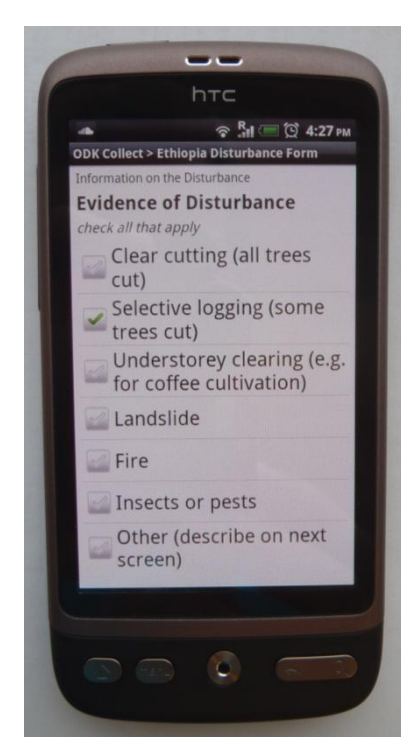 hTC
R
4:27 PM
ODK Collect > Ethiopia Disturbance Form
Information on the Disturbance
Evidence of Disturbance
check all that apply
Clear cutting (all trees
cut)
Selective logging (some
trees cut)
Understorey clearing (e.g.
for coffee cultivation)
Landslide
Fire
Insects or pests
Other (describe on next
screen)